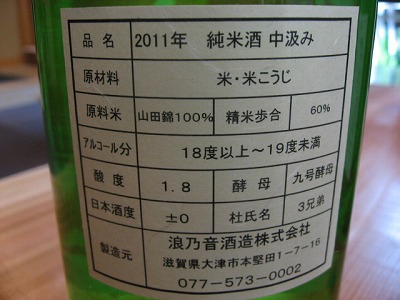 品名 2011年 純米酒 中汲み
原材料 米・米こうじ
原料米 山田錦100% 精米歩合 60%
アルコール分 18度以上～19度未満
酸度 1.8 酵母 九号酵母
日本酒度 ±0 杜氏名 3兄弟
製造元 浪乃音酒造株式会社
滋賀県大津市本堅田1-7-16
077-573-0002